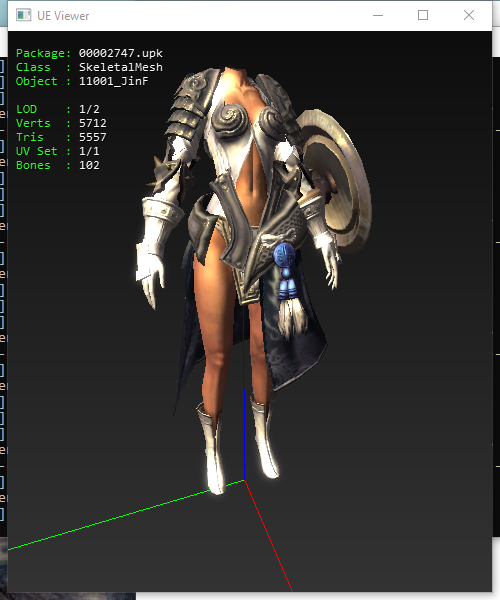 UE Viewer
Package: 00002747.upk
Class : SkeletalMesh
Object : 11001_JinF
LOD : 1/2
Verts : 5712
Tris : 5557
UV Set : 1/1
Bones : 102